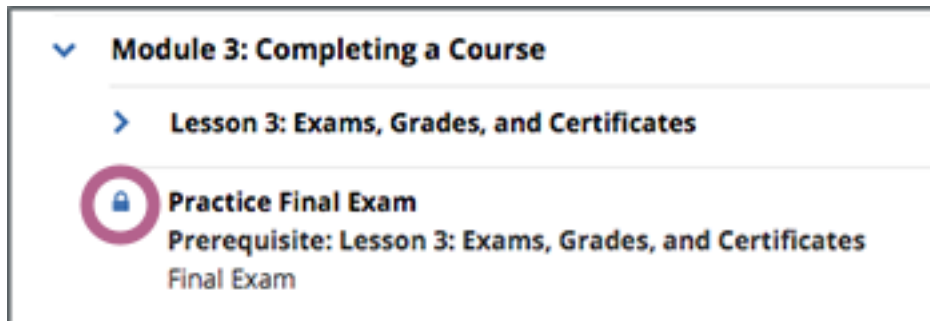 Module 3: Completing a Course
Lesson 3: Exams, Grades, and Certificates
Practice Final Exam
Prerequisite: Lesson 3: Exams, Grades, and Certificates
Final Exam